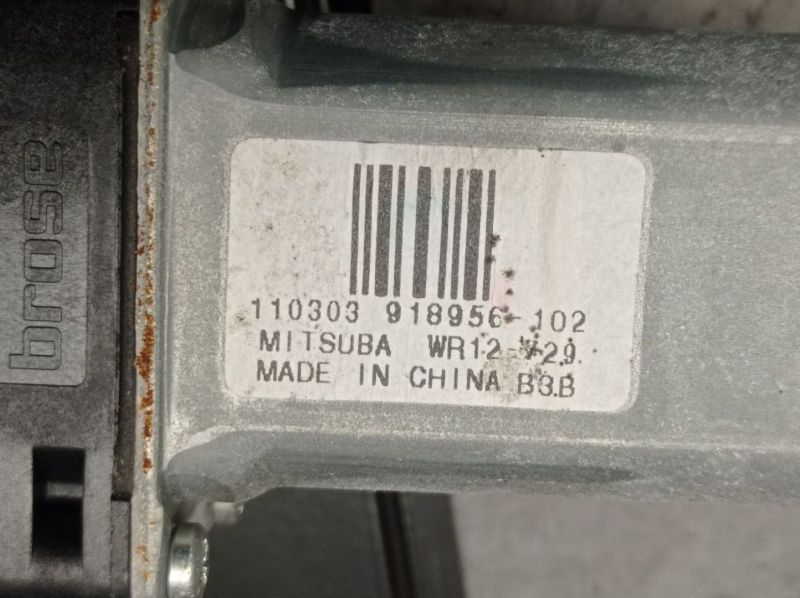 brose
110303 918956-102
MITSUBA WR12-V29
MADE IN CHINA B3.B